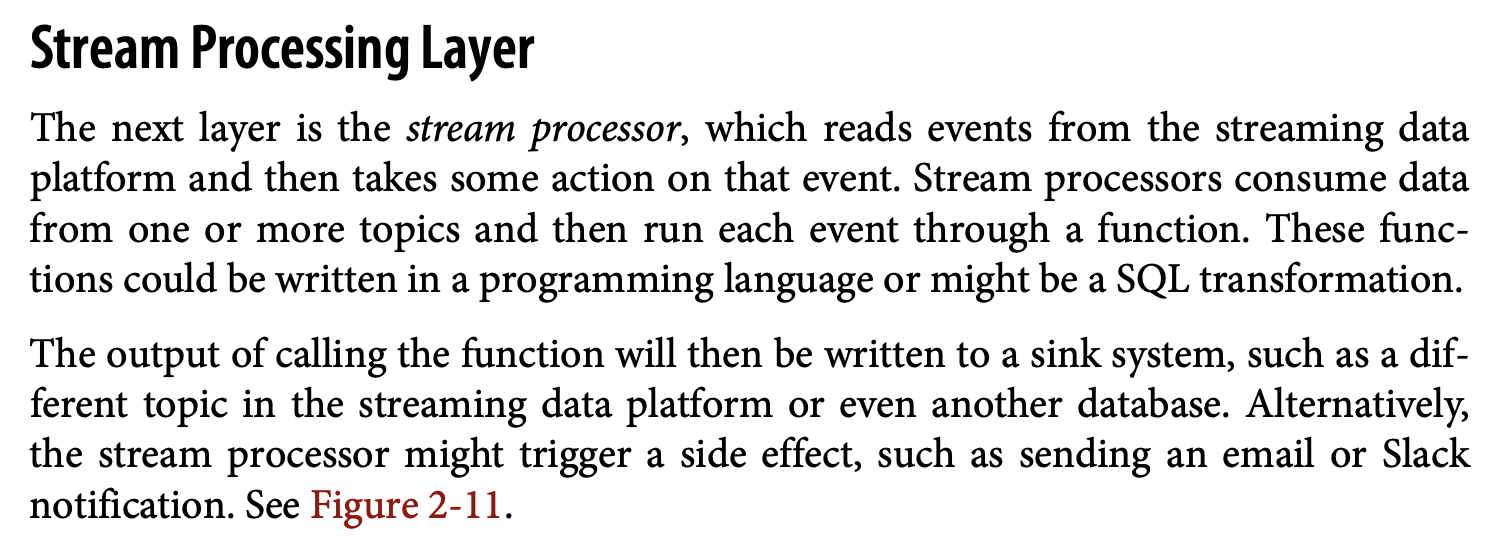 Stream Processing Layer
The next layer is the stream processor, which reads events from the streaming data
platform and then takes some action on that event. Stream processors consume data
from one or more topics and then run each event through a function. These func-
tions could be written in a programming language or might be a SQL transformation.
The output of calling the function will then be written to a sink system, such as a dif-
ferent topic in the streaming data platform or even another database. Alternatively,
the stream processor might trigger a side effect, such as sending an email or Slack
notification. See Figure 2-11.